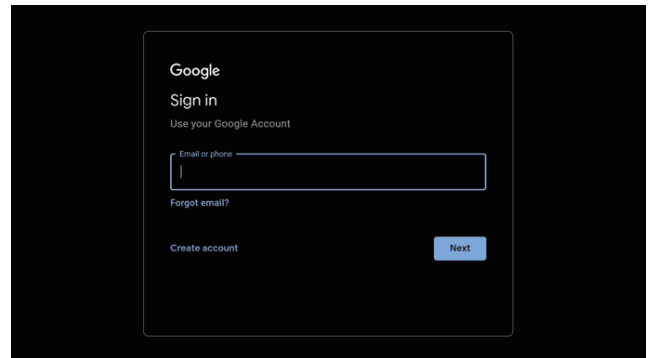 Google
Sign in
Use your Google Account
Email or phone
Forgot email?
Create account
Next